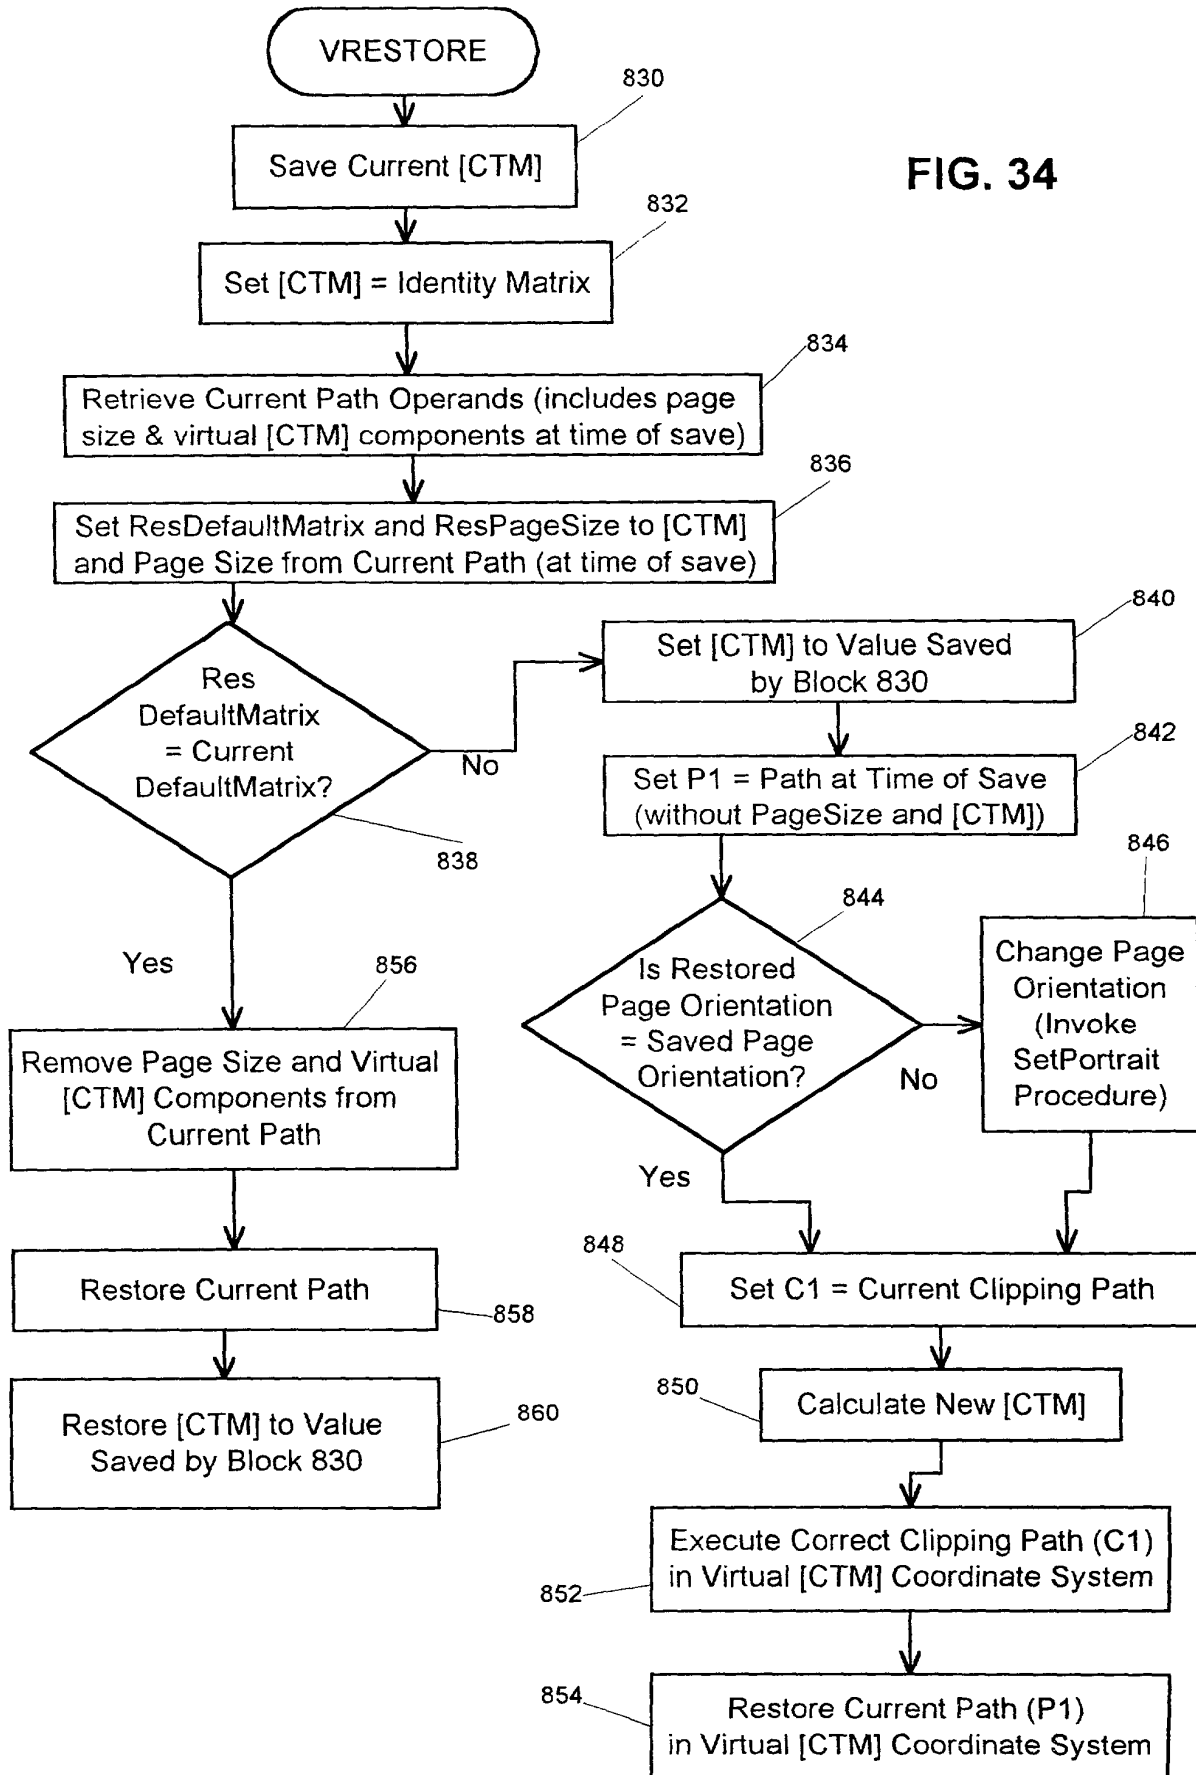 VRESTORE
830
Save Current [CTM]
FIG. 34
832
Set [CTM] = Identity Matrix
834
Retrieve Current Path Operands (includes page
size & virtual [CTM] components at time of save)
836
Set ResDefaultMatrix and ResPageSize to [CTM]
and Page Size from Current Path (at time of save)
Res
DefaultMatrix
= Current
DefaultMatrix?
No
838
840
Set [CTM] to Value Saved
by Block 830
842
Set P1 = Path at Time of Save
(without PageSize and [CTM])
844
Is Restored
Page Orientation
= Saved Page
Orientation?
No
846
Change Page
Orientation
(Invoke
SetPortrait
Procedure)
Yes
856
Remove Page Size and Virtual
[CTM] Components from
Current Path
Restore Current Path
858
Restore [CTM] to Value
Saved by Block 830
860
Yes
848
Set C1 = Current Clipping Path
850
Calculate New [CTM]
Execute Correct Clipping Path (C1)
in Virtual [CTM] Coordinate System
852
854
Restore Current Path (P1)
in Virtual [CTM] Coordinate System